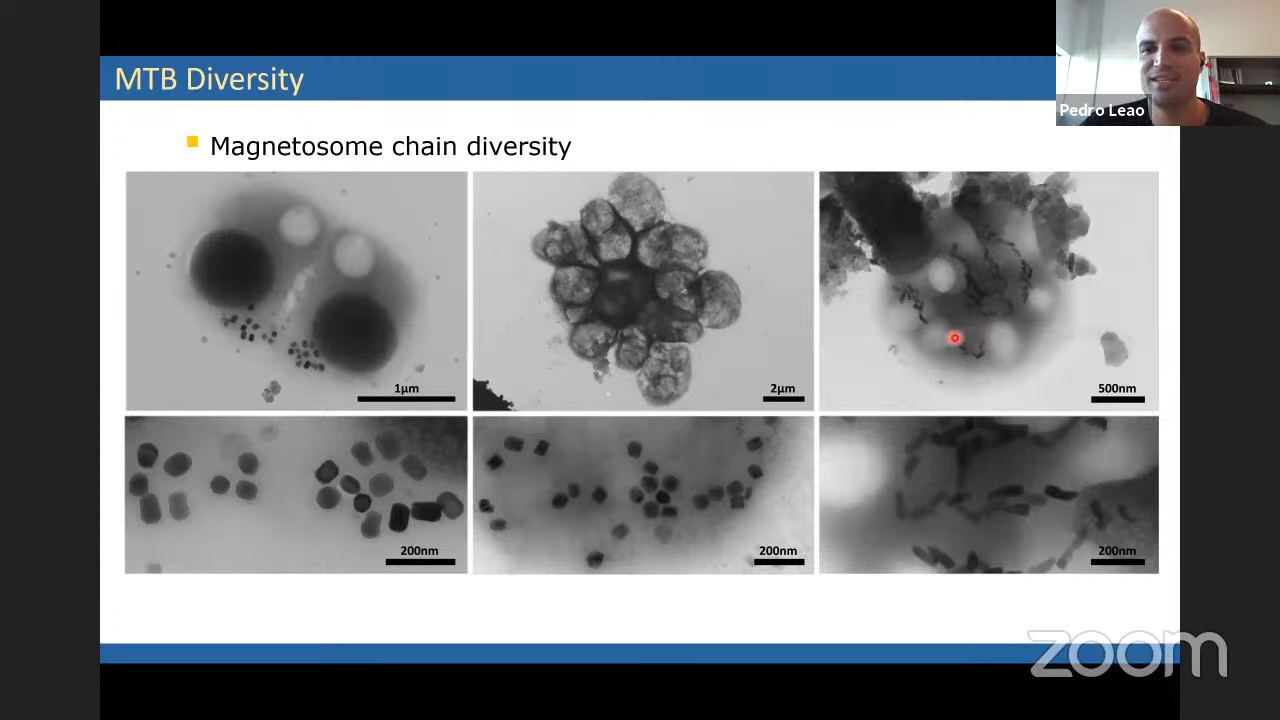 MTB Diversity
Pedro Leao
Magnetosome chain diversity
1µm
2µm
500nm
200nm
200nm
200nm
zoom